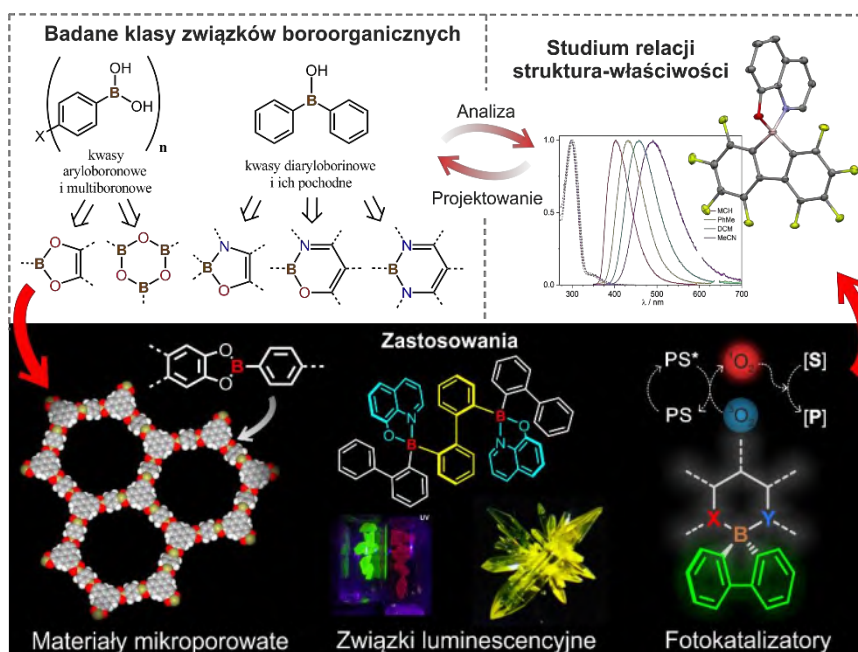 Badane klasy związków boroorganicznych
OH
B
OH
X
n
kwasy
aryloboronowe
i multiboronowe
OH
B
kwasy diaryloborinowe
i ich pochodne
O
B
O
O
B
B
O
O
B
N
B
O
N
B
O
N
B
N
Analiza
Projektowanie
Studium relacji
struktura-właściwości
1.0
0.5
0.0
MCH
PhMe
DCM
MeCN
300
400
500
600
700
λ / nm
Zastosowania
O
B
O
N
O
B
B
O
N
UV
PS*
¹O₂
[S]
PS
³O₂
[P]
X
Y
B
Materiały mikroporowate
Związki luminescencyjne
Fotokatalizatory